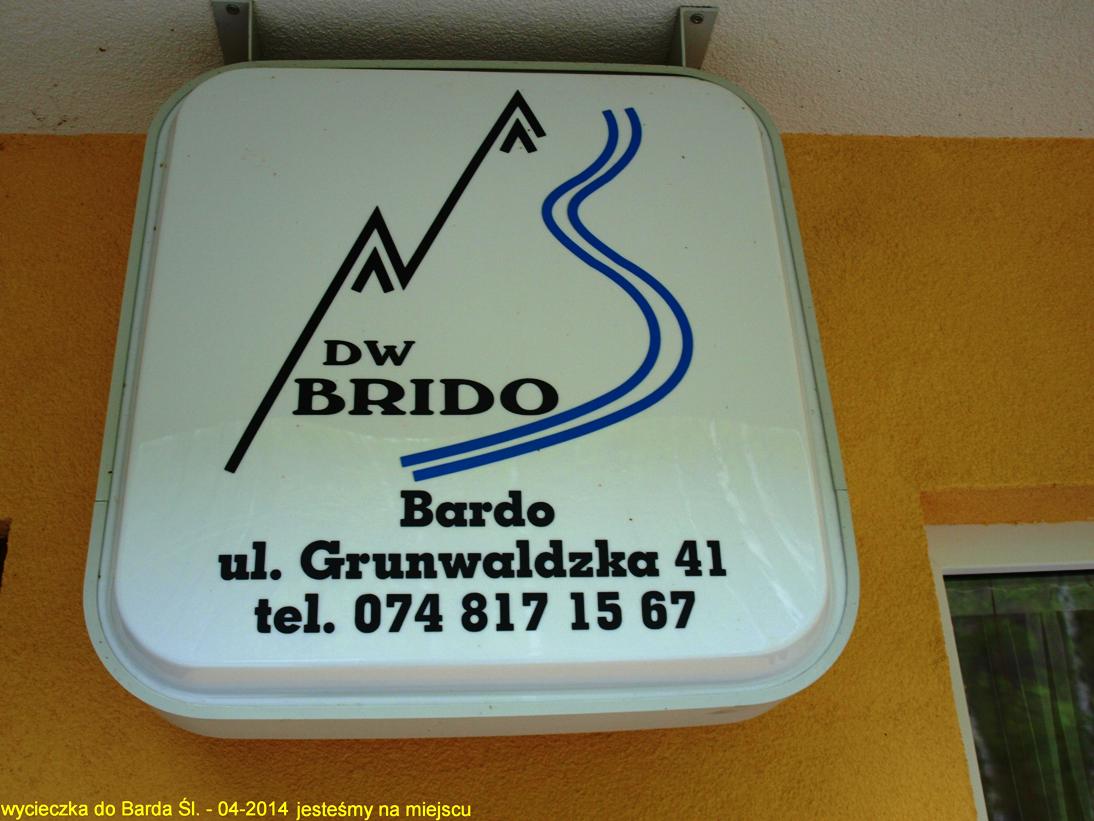 DW
BRIDO
Bardo
ul. Grunwaldzka 41
tel. 074 817 15 67
wycieczka do Barda Śl. - 04-2014 jesteśmy na miejscu